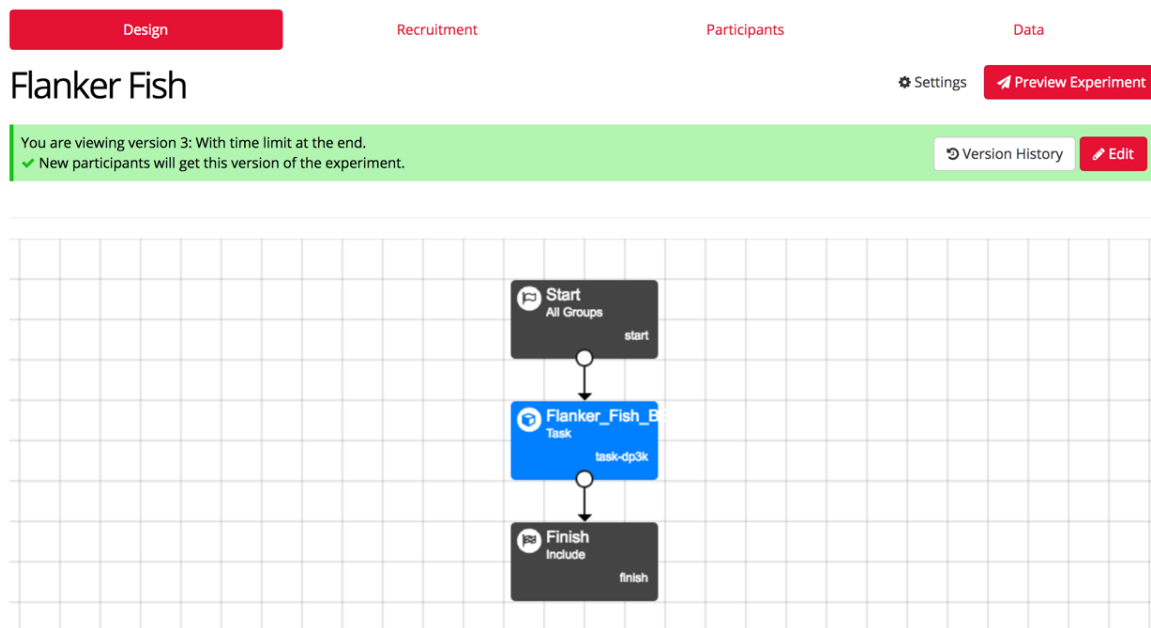 Design
Recruitment
Participants
Data
Flanker Fish
Settings
Preview Experiment
You are viewing version 3: With time limit at the end.
New participants will get this version of the experiment.
Version History
Edit
Start
All Groups
start
Flanker_Fish_B
Task
task-dp3k
Finish
Include
finish